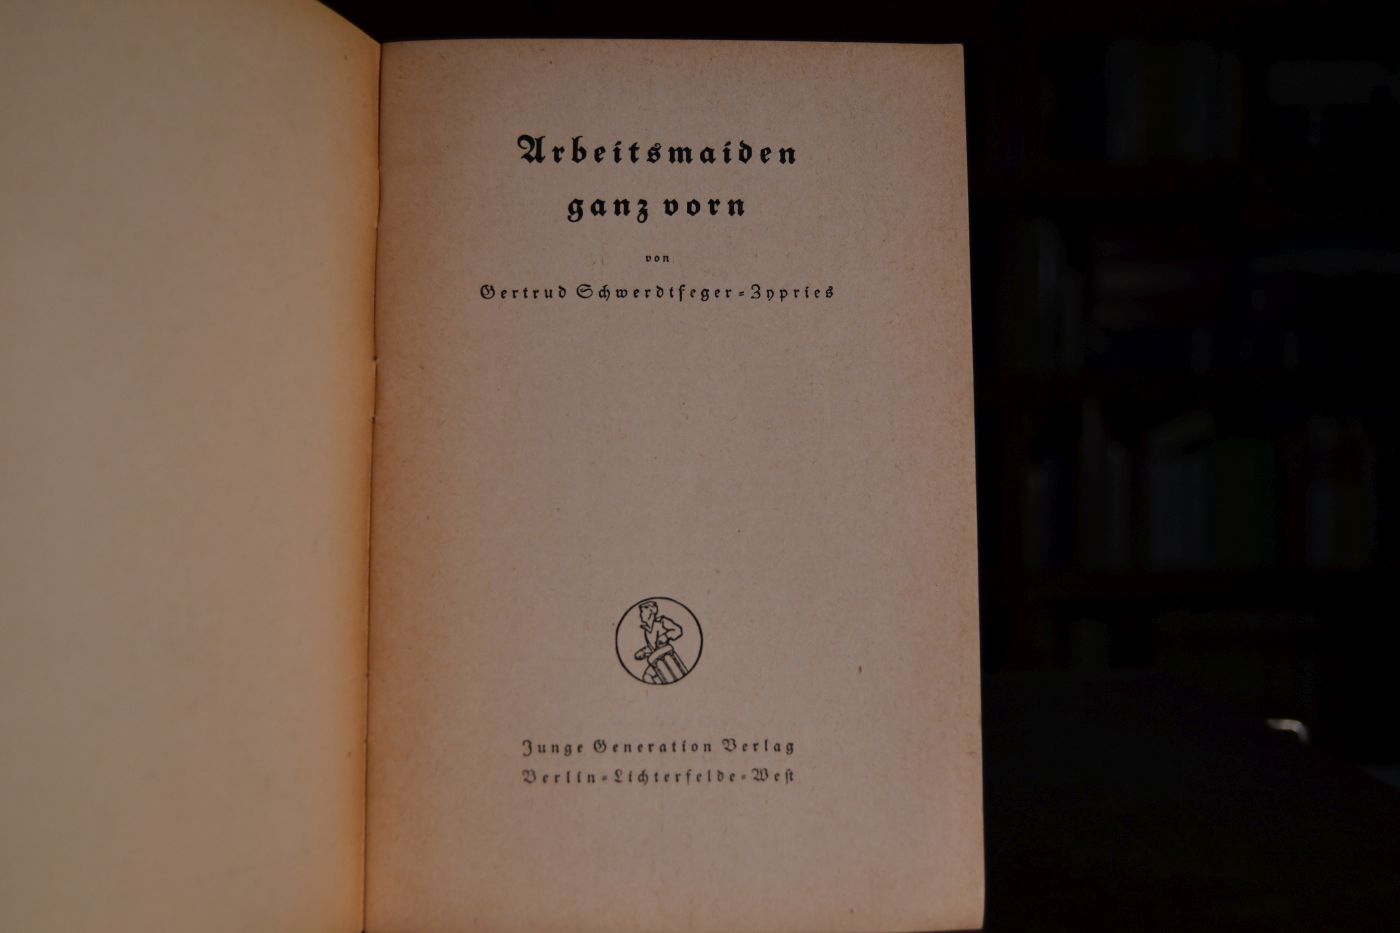 Arbeitsmaiden
ganz vorn
von
Gertrud Schwerdtfeger-Zypries
Junge Generation Verlag
Berlin-Lichterfelde-West